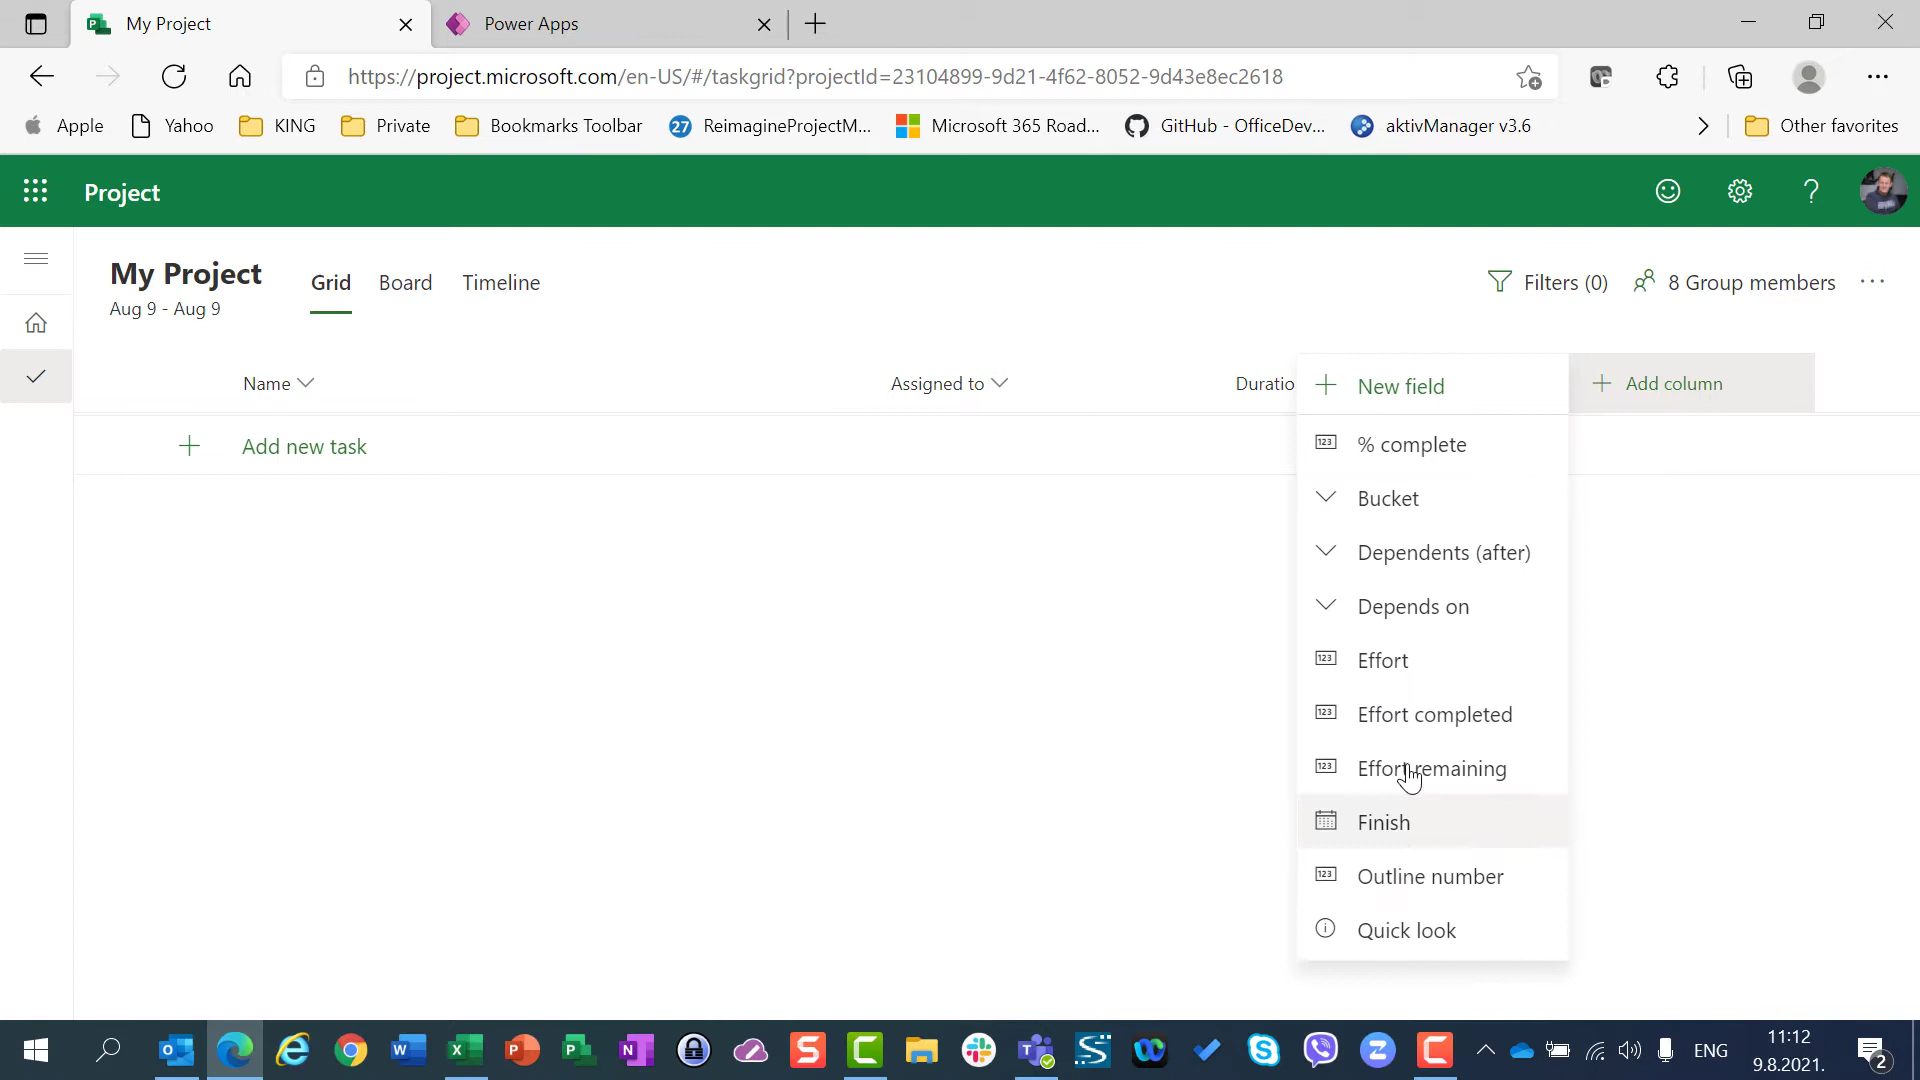 My Project
Power Apps
https://project.microsoft.com/en-US/#/taskgrid?projectId=23104899-9d21-4f62-8052-9d43e8ec2618
Apple
Yahoo
KING
Private
Bookmarks Toolbar
27
ReimagineProjectM...
Microsoft 365 Road...
GitHub - OfficeDev...
aktivManager v3.6
Other favorites
Project
My Project
Aug 9 - Aug 9
Grid
Board
Timeline
Filters (0)
8 Group members
Name
Assigned to
Duratio
New field
Add column
Add new task
% complete
Bucket
Dependents (after)
Depends on
Effort
Effort completed
Effort remaining
Finish
Outline number
Quick look
ENG
11:12
9.8.2021.
2